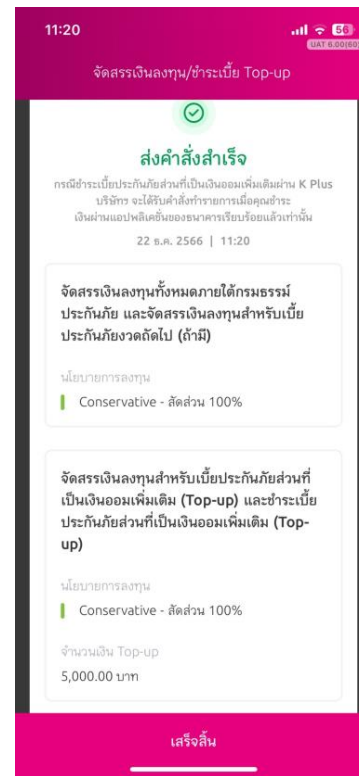 11:20
56
UAT 6.00(60
จัดสรรเงินลงทุน/ชำระเบี้ย Top-up
ส่งคำสั่งสำเร็จ
กรณีชำระเบี้ยประกันภัยส่วนที่เป็นเงินออมเพิ่มเติมผ่าน K Plus
บริษัทฯ จะได้รับคำสั่งทำรายการเมื่อคุณชำระ
เงินผ่านแอปพลิเคชั่นของธนาคารเรียบร้อยแล้วเท่านั้น
22 ธ.ค. 2566 | 11:20
จัดสรรเงินลงทุนทั้งหมดภายใต้กรมธรรม์
ประกันภัย และจัดสรรเงินลงทุนสำหรับเบี้ย
ประกันภัยงวดถัดไป (ถ้ามี)
นโยบายการลงทุน
Conservative - สัดส่วน 100%
จัดสรรเงินลงทุนสำหรับเบี้ยประกันภัยส่วนที่
เป็นเงินออมเพิ่มเติม (Top-up) และชำระเบี้ย
ประกันภัยส่วนที่เป็นเงินออมเพิ่มเติม (Top-
up)
นโยบายการลงทุน
Conservative - สัดส่วน 100%
จำนวนเงิน Top-up
5,000.00 บาท
เสร็จสิ้น